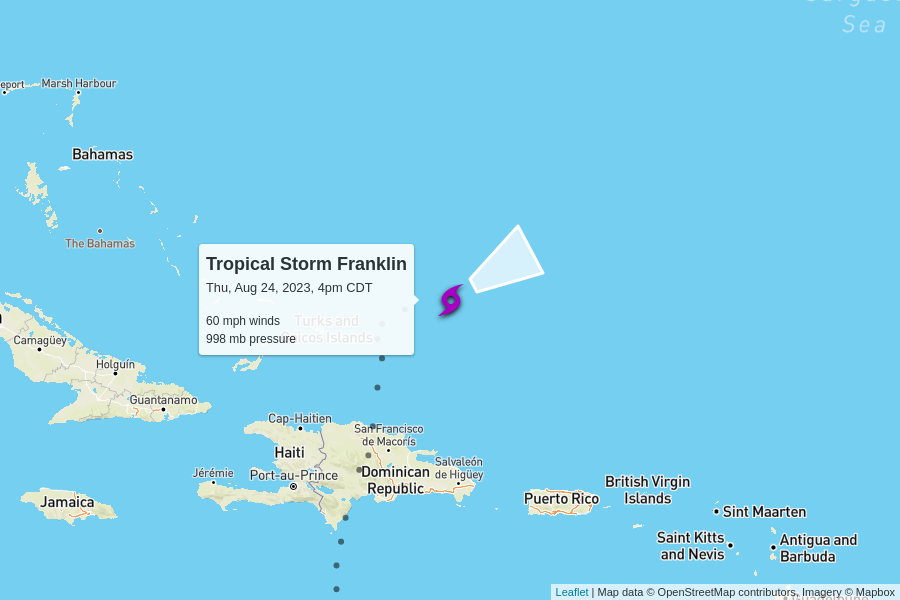 Sea
eport
Marsh Harbour
Bahamas
The Bahamas
Tropical Storm Franklin
Thu, Aug 24, 2023, 4pm CDT
60 mph winds
998 mb pressure
Turks and
Caicos Islands
Camagüey
Holguín
Guantanamo
Cap-Haitien
San Francisco
de Macorís
Haiti
Jérémie
Port-au-Prince
Dominican
Republic
Salvaleón
de Higüey
Jamaica
Puerto Rico
British Virgin
Islands
Sint Maarten
Saint Kitts
and Nevis
Antigua and
Barbuda
Leaflet | Map data © OpenStreetMap contributors, Imagery © Mapbox